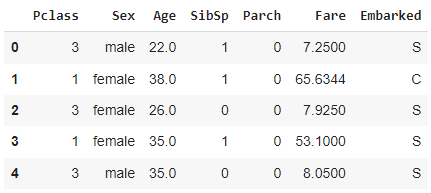 Pclass Sex Age SibSp Parch Fare Embarked
0 3 male 22.0 1 0 7.2500 S
1 1 female 38.0 1 0 65.6344 C
2 3 female 26.0 0 0 7.9250 S
3 1 female 35.0 1 0 53.1000 S
4 3 male 35.0 0 0 8.0500 S